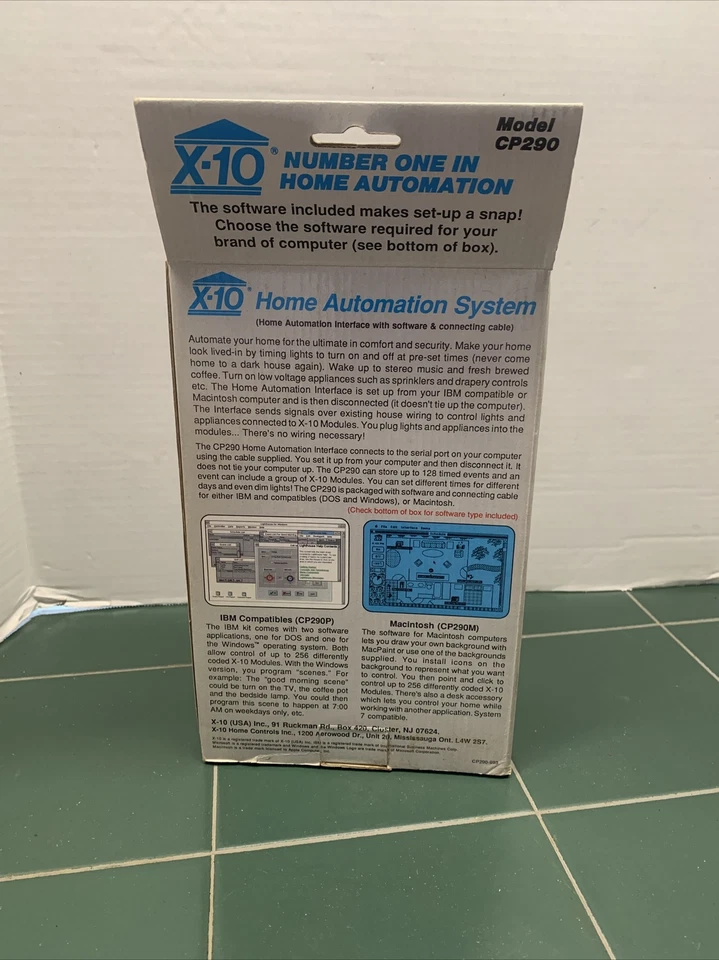 Model
CP290
X-10® NUMBER ONE IN
HOME AUTOMATION
The software included makes set-up a snap!
Choose the software required for your
brand of computer (see bottom of box).
X-10® Home Automation System
(Home Automation Interface with software & connecting cable)
Automate your home for the ultimate in comfort and security. Make your home
look lived-in by timing lights to turn on and off at pre-set times (never come
home to a dark house again). Wake up to stereo music and fresh brewed
coffee. Turn on low voltage appliances such as sprinklers and drapery controls
etc. The Home Automation Interface is set up from your IBM compatible or
Macintosh computer and is then disconnected (it doesn't tie up the computer).
The Interface sends signals over existing house wiring to control lights and
appliances connected to X-10 Modules. You plug lights and appliances into the
modules... There's no wiring necessary!
The CP290 Home Automation Interface connects to the serial port on your computer
using the cable supplied. You set it up from your computer and then disconnect it. It
does not tie your computer up. The CP290 can store up to 128 timed events and an
event can include a group of X-10 Modules. You can set different times for different
days and even dim lights! The CP290 is packaged with software and connecting cable
for either IBM and compatibles (DOS and Windows), or Macintosh.
(Check bottom of box for software type included)
IBM Compatibles (CP290P)
The IBM kit comes with two software
applications, one for DOS and one for
the Windows™ operating system. Both
allow control of up to 256 differently
coded X-10 Modules. With the Windows
version, you program "scenes." For
example: The "good morning scene"
could be turn on the TV, the coffee pot
and the bedside lamp. You could then
program this scene to happen at 7:00
AM on weekdays only, etc.
Macintosh (CP290M)
The software for Macintosh computers
lets you draw your own background with
MacPaint or use one of the backgrounds
supplied. You install icons on the
background to represent what you want
to control. You then point and click to
control up to 256 differently coded X-10
Modules. There's also a desk accessory
which lets you control your home while
working with another application. System
7 compatible.
X-10 (USA) Inc., 91 Ruckman Rd., Box 420, Closter, NJ 07624.
X-10 Home Controls Inc., 1200 Aerowood Dr., Unit 20, Mississauga Ont. L4W 2S7.